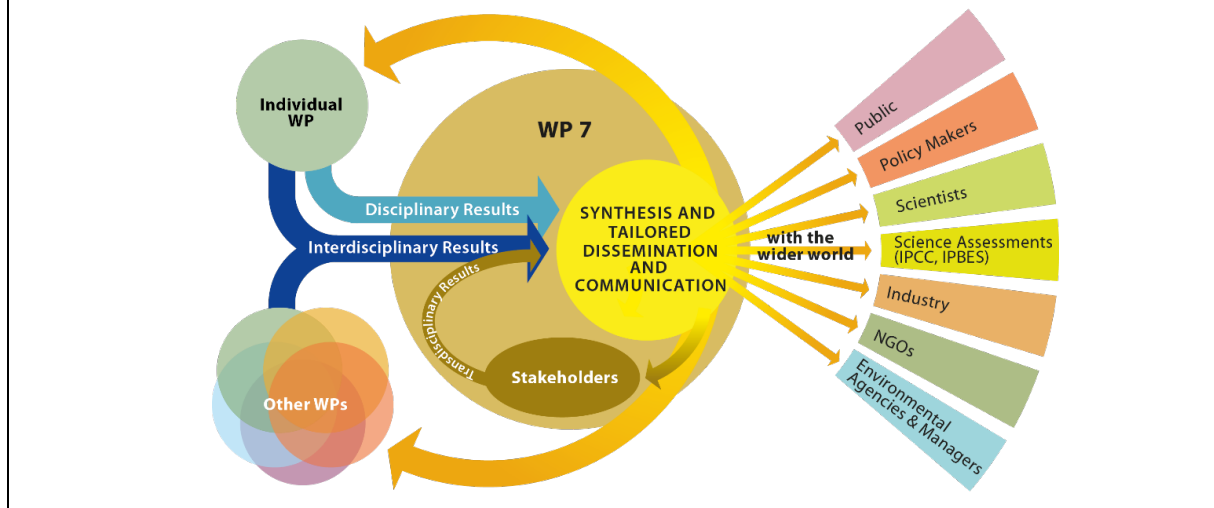 Individual
WP
WP 7
Disciplinary Results
Interdisciplinary Results
Transdisciplinary Results
SYNTHESIS AND
TAILORED
DISSEMINATION
AND
COMMUNICATION
Stakeholders
Other WPs
with the
wider world
Public
Policy Makers
Scientists
Science Assessments
(IPCC, IPBES)
Industry
NGOs
Environmental
Agencies & Managers